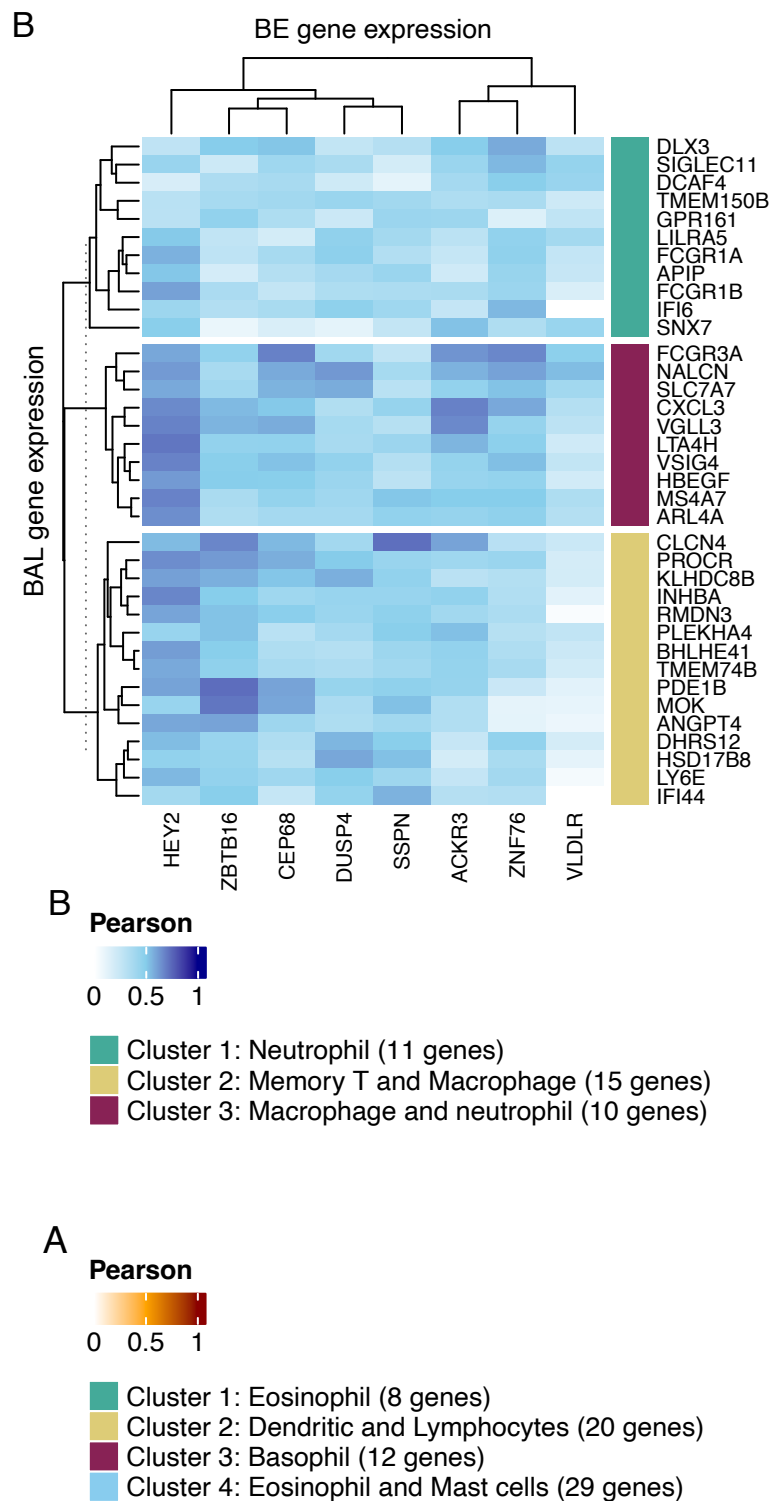 B
BE gene expression
BAL gene expression
DLX3
SIGLEC11
DCAF4
TMEM150B
GPR161
LILRA5
FCGR1A
APIP
FCGR1B
IFI6
SNX7
FCGR3A
NALCN
SLC7A7
CXCL3
VGLL3
LTA4H
VSIG4
HBEGF
MS4A7
ARL4A
CLCN4
PROCR
KLHDC8B
INHBA
RMDN3
PLEKHA4
BHLHE41
TMEM74B
PDE1B
MOK
ANGPT4
DHRS12
HSD17B8
LY6E
IFI44
HEY2
ZBTB16
CEP68
DUSP4
SSPN
ACKR3
ZNF76
VLDLR
B
Pearson
0 0.5 1
Cluster 1: Neutrophil (11 genes)
Cluster 2: Memory T and Macrophage (15 genes)
Cluster 3: Macrophage and neutrophil (10 genes)
A
Pearson
0 0.5 1
Cluster 1: Eosinophil (8 genes)
Cluster 2: Dendritic and Lymphocytes (20 genes)
Cluster 3: Basophil (12 genes)
Cluster 4: Eosinophil and Mast cells (29 genes)